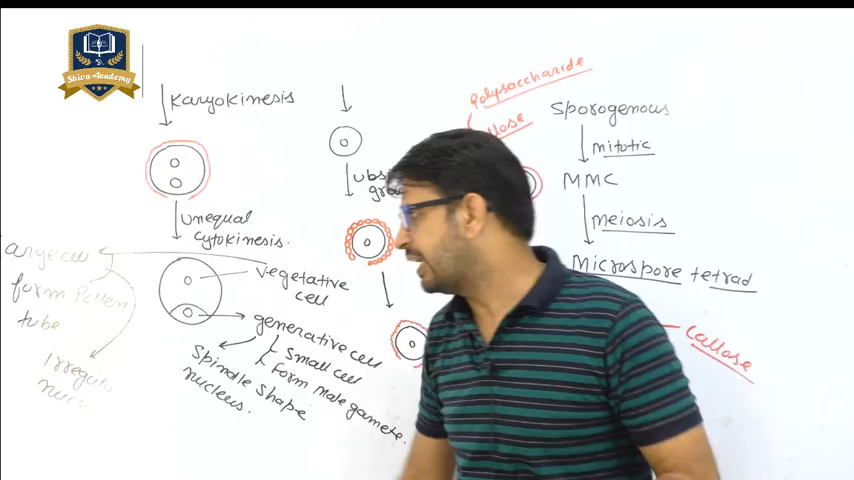 Shiva Academy
Karyokinesis
unequal
cytokinesis.
Vegetative
cell
form Pollen
tube
generative cell
Small cell
form Male gamete.
Spindle Shape
nucleus.
Polysaccharide
Sporogenous
mitotic
MMC
meiosis
Microspore tetrad
Callose